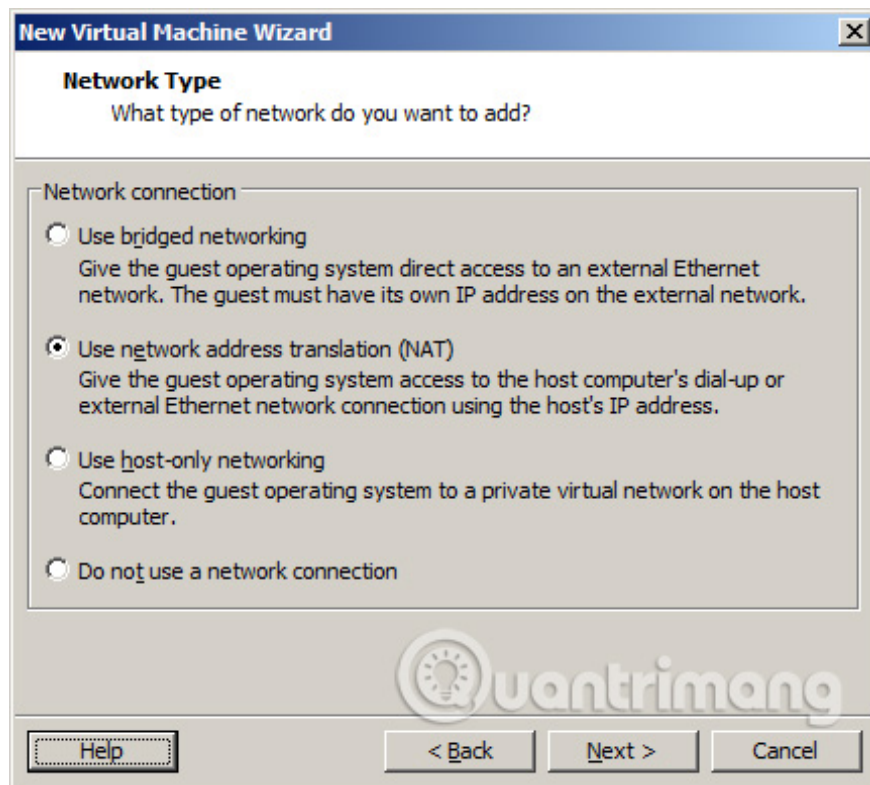 New Virtual Machine Wizard
Network Type
What type of network do you want to add?
Network connection
Use bridged networking
Give the guest operating system direct access to an external Ethernet
network. The guest must have its own IP address on the external network.
Use network address translation (NAT)
Give the guest operating system access to the host computer's dial-up or
external Ethernet network connection using the host's IP address.
Use host-only networking
Connect the guest operating system to a private virtual network on the host
computer.
Do not use a network connection
Quantrimang
Help
< Back
Next >
Cancel